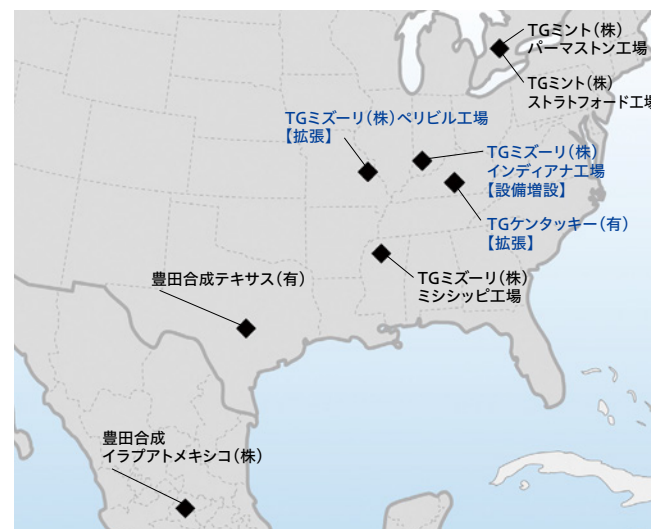 TGミント(株)
パーマストン工場
TGミント(株)
ストラトフォード工場
TGミズーリ(株)ペリビル工場
【拡張】
TGミズーリ(株)
インディアナ工場
【設備増設】
TGケンタッキー(有)
【拡張】
TGミズーリ(株)
ミシシッピ工場
豊田合成テキサス(有)
豊田合成
イラプアトメキシコ(株)